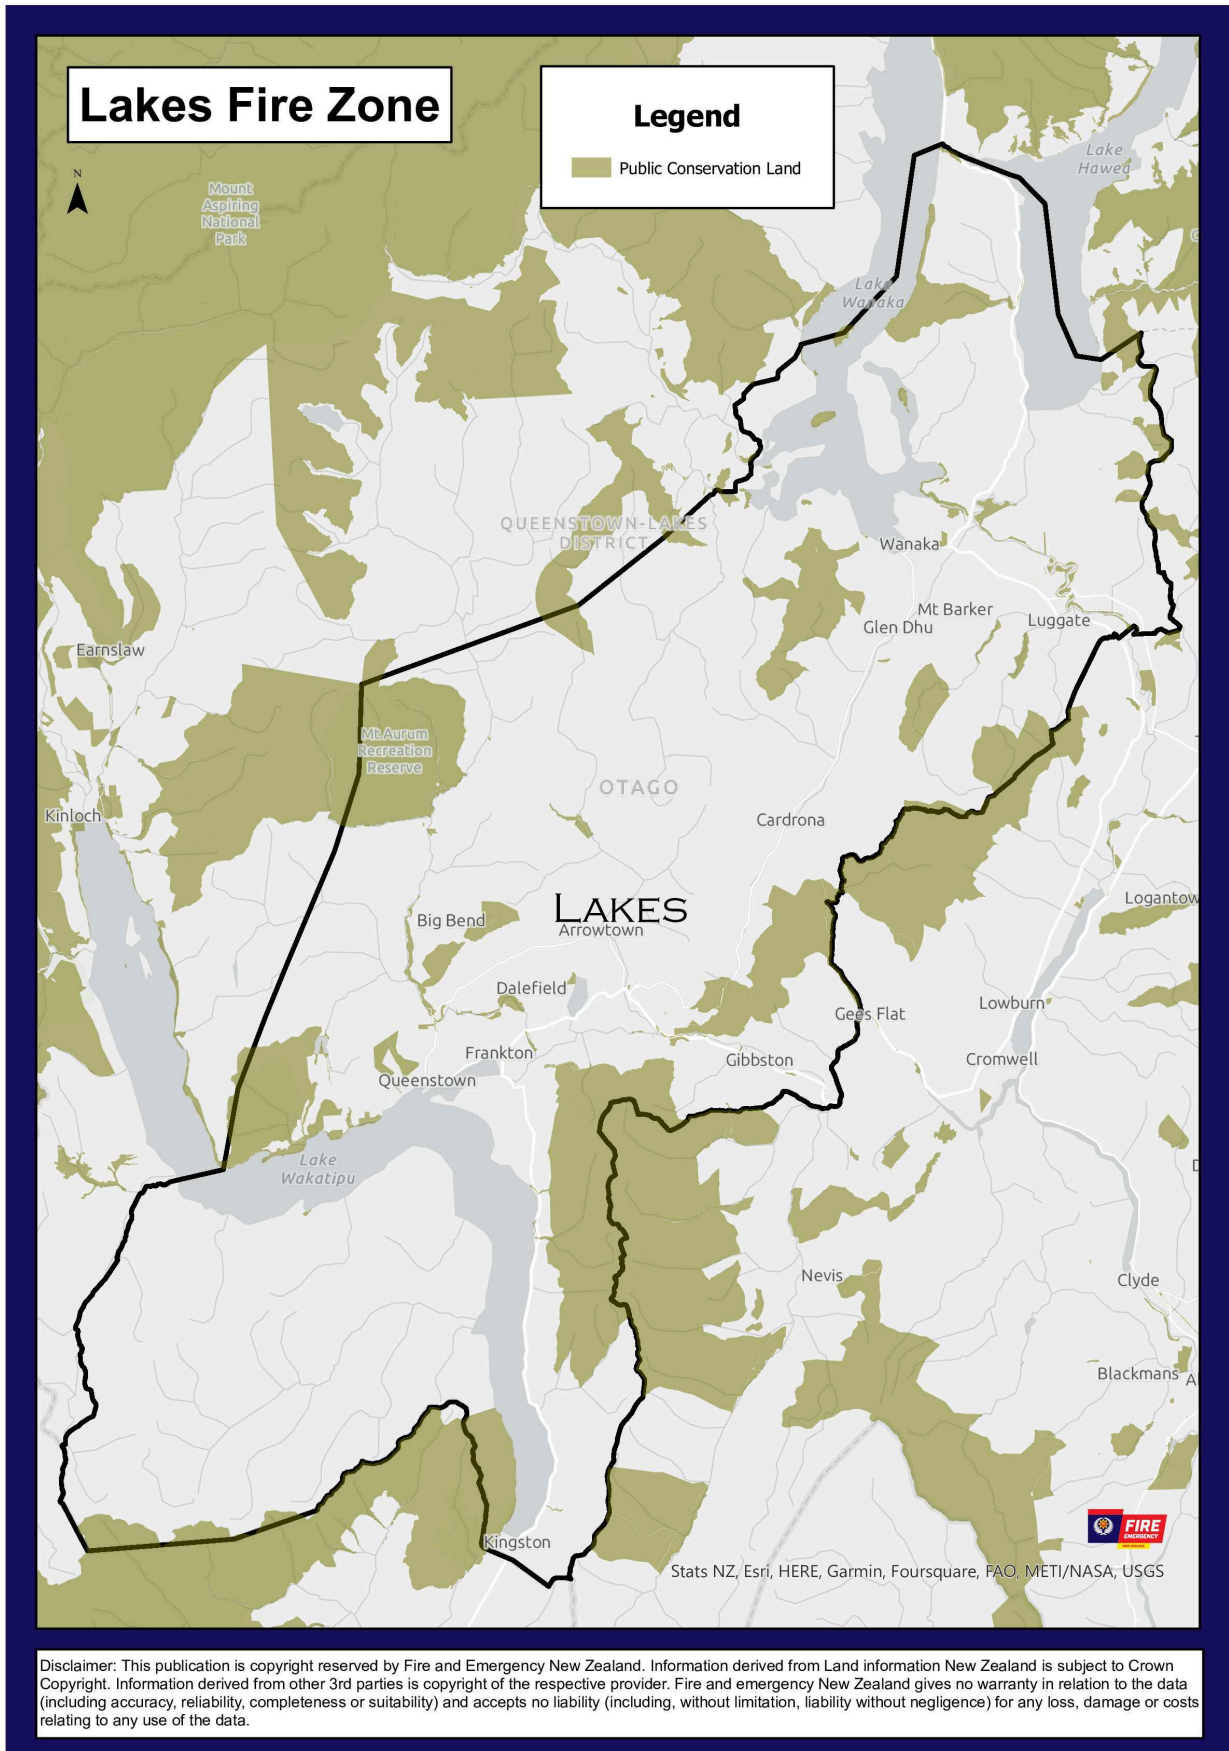 Lakes Fire Zone
Legend
Public Conservation Land
N
Mount
Aspiring
National
Park
Lake
Hawea
Lake
Wanaka
QUEENSTOWN-LAKES
DISTRICT
Wanaka
Mt Barker
Glen Dhu
Luggate
Earnslaw
Mt Aurum
Recreation
Reserve
OTAGO
Kinloch
Cardrona
LAKES
Logantow
Big Bend
Arrowtown
Dalefield
Lowburn
Gees Flat
Frankton
Gibbston
Cromwell
Queenstown
Lake
Wakatipu
Nevis
Clyde
Blackmans
A
Kingston
FIRE
EMERGENCY
Stats NZ, Esri, HERE, Garmin, Foursquare, FAO, METI/NASA, USGS
Disclaimer: This publication is copyright reserved by Fire and Emergency New Zealand. Information derived from Land information New Zealand is subject to Crown
Copyright. Information derived from other 3rd parties is copyright of the respective provider. Fire and emergency New Zealand gives no warranty in relation to the data
(including accuracy, reliability, completeness or suitability) and accepts no liability (including, without limitation, liability without negligence) for any loss, damage or costs
relating to any use of the data.